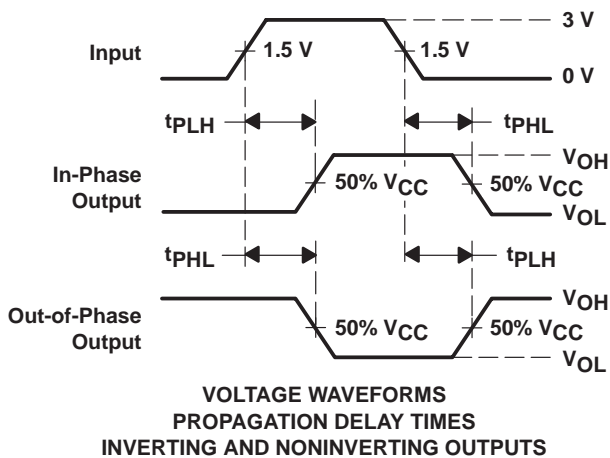 3 V
Input
1.5 V
1.5 V
0 V
tPLH
tPHL
In-Phase
Output
VOH
50% VCC
50% VCC
VOL
tPHL
tPLH
Out-of-Phase
Output
VOH
50% VCC
50% VCC
VOL
VOLTAGE WAVEFORMS
PROPAGATION DELAY TIMES
INVERTING AND NONINVERTING OUTPUTS